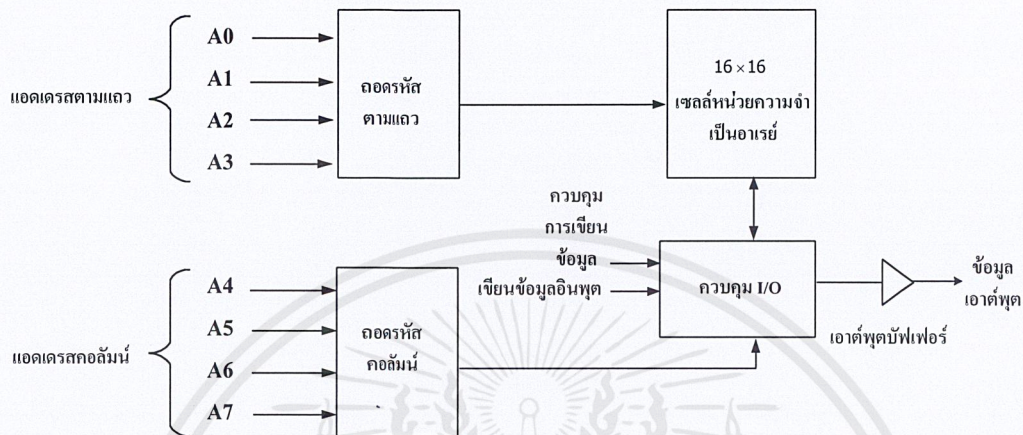 แอดเดรสตามแถว
A0
A1
A2
A3
ถอดรหัส
ตามแถว
16 × 16
เซลล์หน่วยความจำ
เป็นอาเรย์
ควบคุม
การเขียน
ข้อมูล
เขียนข้อมูลอินพุต
ควบคุม I/O
ข้อมูล
เอาต์พุต
เอาต์พุตบัฟเฟอร์
แอดเดรสคอลัมน์
A4
A5
A6
A7
ถอดรหัส
คอลัมน์